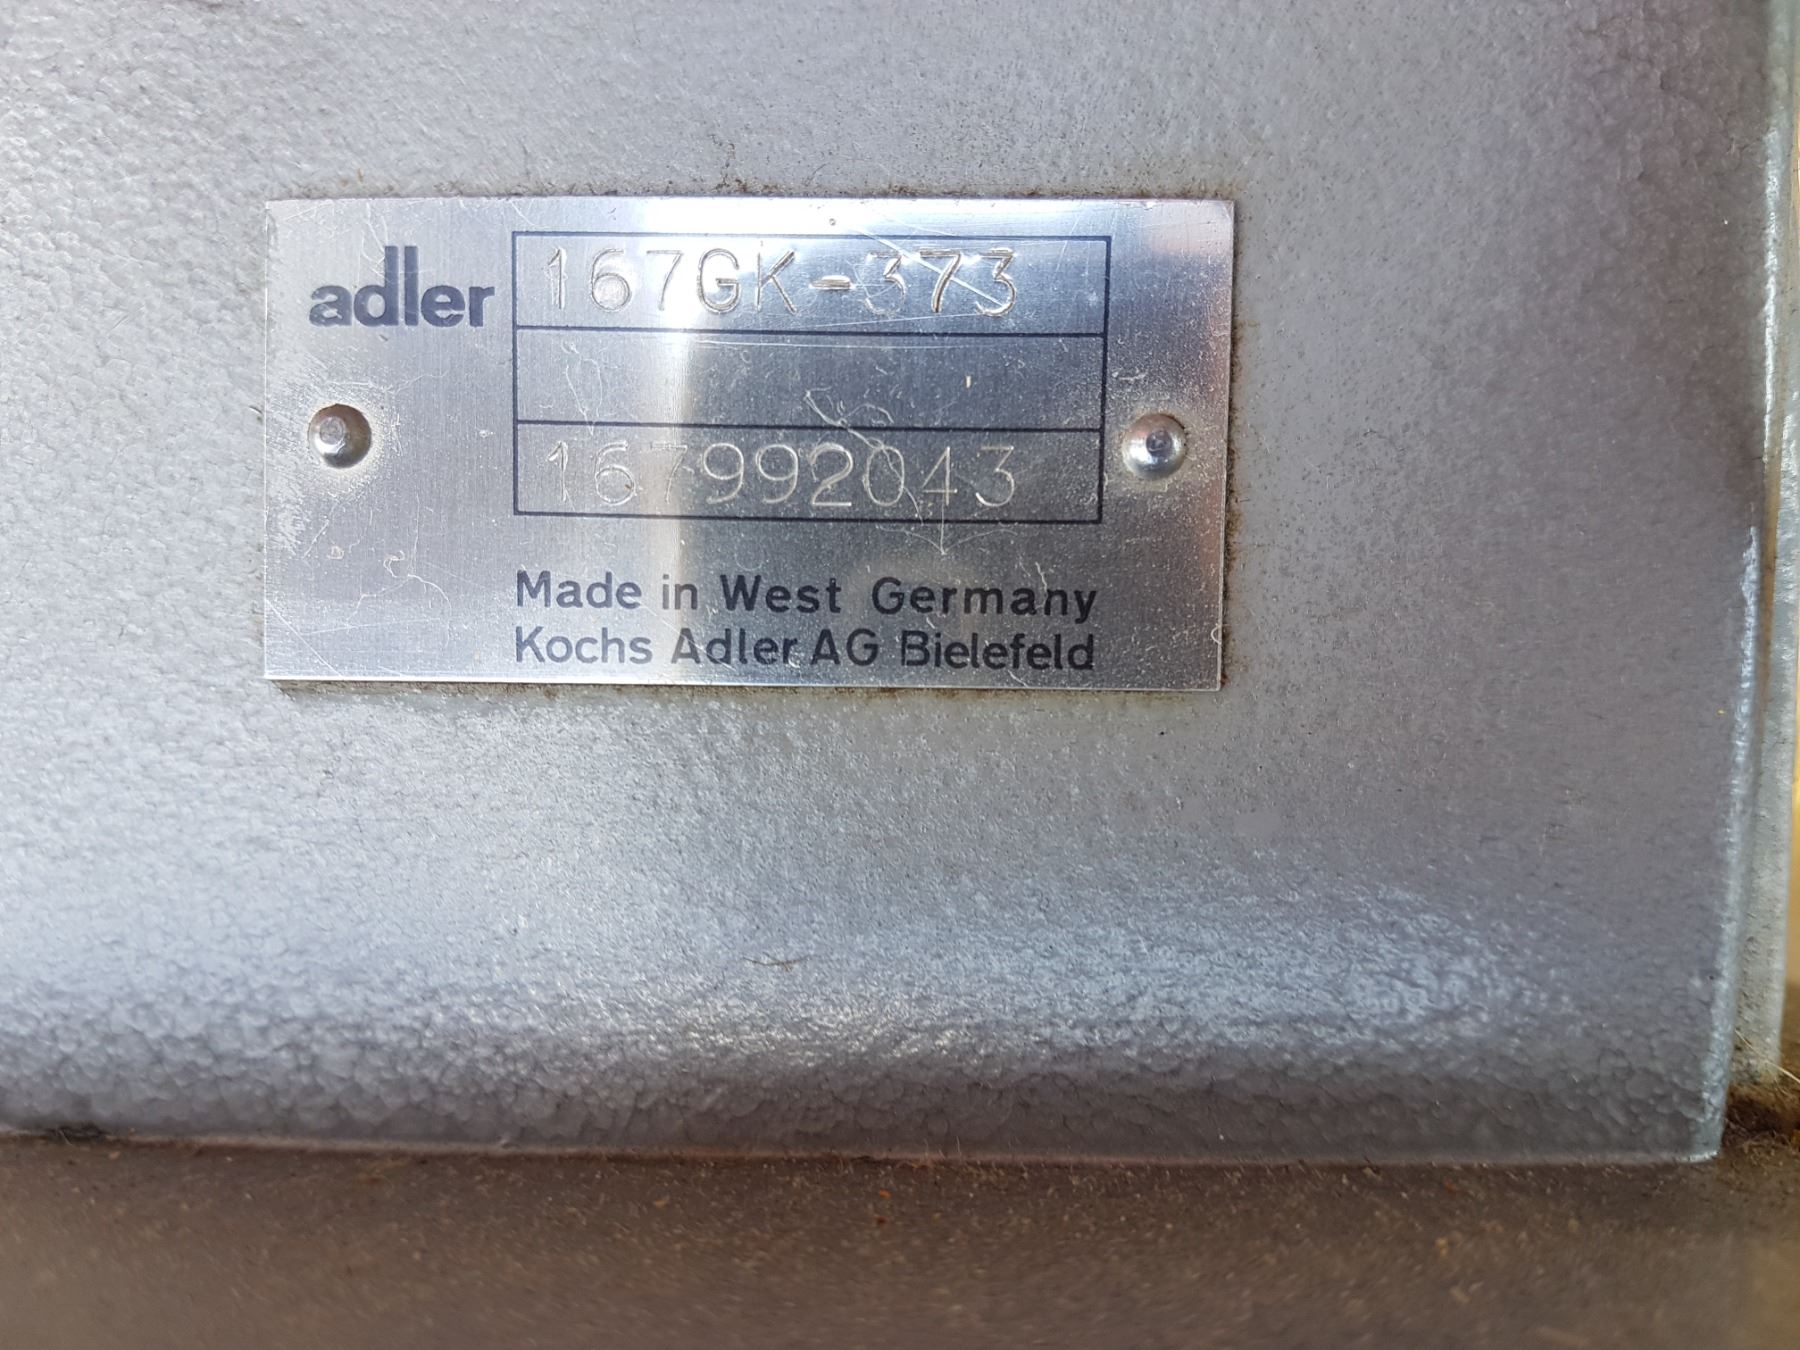 adler 167GK-373
167992043
Made in West Germany
Kochs Adler AG Bielefeld